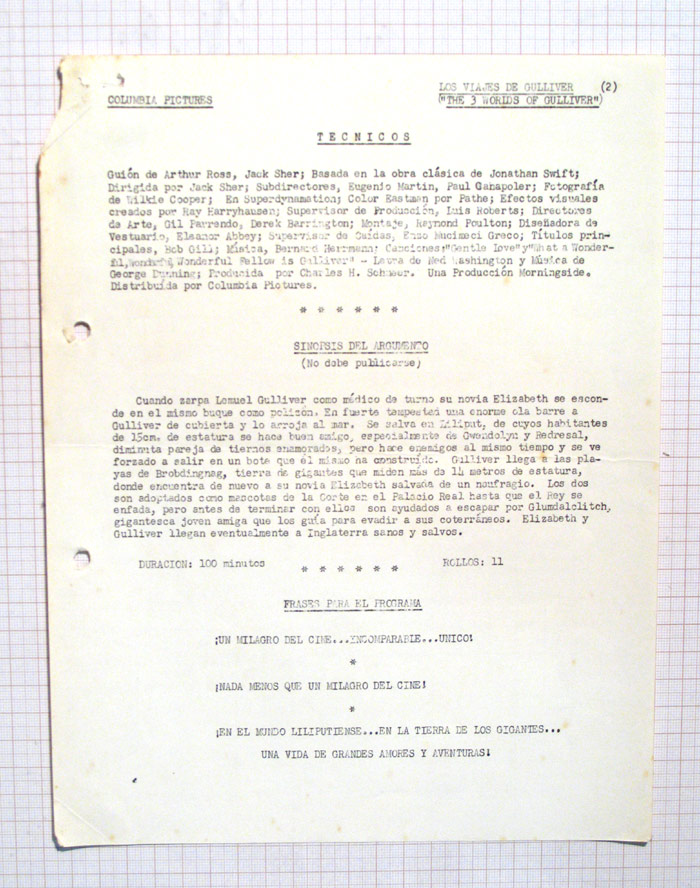 LOS VIAJES DE GULLIVER (2)
COLUMBIA PICTURES ("THE 3 WORLDS OF GULLIVER")
TECNICOS
Guión de Arthur Ross, Jack Sher; Basada en la obra clásica de Jonathan Swift;
Dirigida por Jack Sher; Subdirectores, Eugenio Martin, Paul Ganapoler; Fotografía
de Wilkie Cooper; En Superdynamation; Color Eastman por Pathe; Efectos visuales
creados por Ray Harryhausen; Supervisor de Producción, Luis Roberts; Directores
de Arte, Gil Parrendo, Derek Barrington; Montaje, Raymond Poulton; Diseñadora de
Vestuario, Eleanor Abbey; Supervisor de Caidas, Enzo Mucimeci Greco; Títulos prin-
cipales, Bob Gill; Música, Bernard Herrmann; Canciones:"Gentle Love"y"What a Wonder-
ful, Wonderful, Wonderful Fellow is Gulliver" - Letra de Ned Washington y Música de
George Dunning; Producida por Charles H. Schneer. Una Producción Morningside.
Distribuída por Columbia Pictures.
* * * * * *
SINOPSIS DEL ARGUMENTO
(No debe publicarse)
Cuando zarpa Lemuel Gulliver como médico de turno su novia Elizabeth se escon-
de en el mismo buque como polizón. En fuerte tempestad una enorme ola barre a
Gulliver de cubierta y lo arroja al mar. Se salva en Liliput, de cuyos habitantes
de 15cm. de estatura se hace buen amigo, especialmente de Gwendolyn y Redresal,
diminuta pareja de tiernos enamorados, pero hace enemigos al mismo tiempo y se ve
forzado a salir en un bote que él mismo ha construído. Gulliver llega a las pla-
yas de Brobdingnag, tierra de gigantes que miden más de 14 metros de estatura,
donde encuentra de nuevo a su novia Elizabeth salvada de un naufragio. Los dos
son adoptados como mascotas de la Corte en el Palacio Real hasta que el Rey se
enfada, pero antes de terminar con ellos son ayudados a escapar por Glumdalclitch,
gigantesca joven amiga que los guía para evadir a sus coterráneos. Elizabeth y
Gulliver llegan eventualmente a Inglaterra sanos y salvos.
DURACION: 100 minutos * * * * * * ROLLOS: 11
FRASES PARA EL PROGRAMA
¡UN MILAGRO DEL CINE...INCOMPARABLE...UNICO!
*
¡NADA MENOS QUE UN MILAGRO DEL CINE!
*
¡EN EL MUNDO LILIPUTIENSE...EN LA TIERRA DE LOS GIGANTES...
UNA VIDA DE GRANDES AMORES Y AVENTURAS!